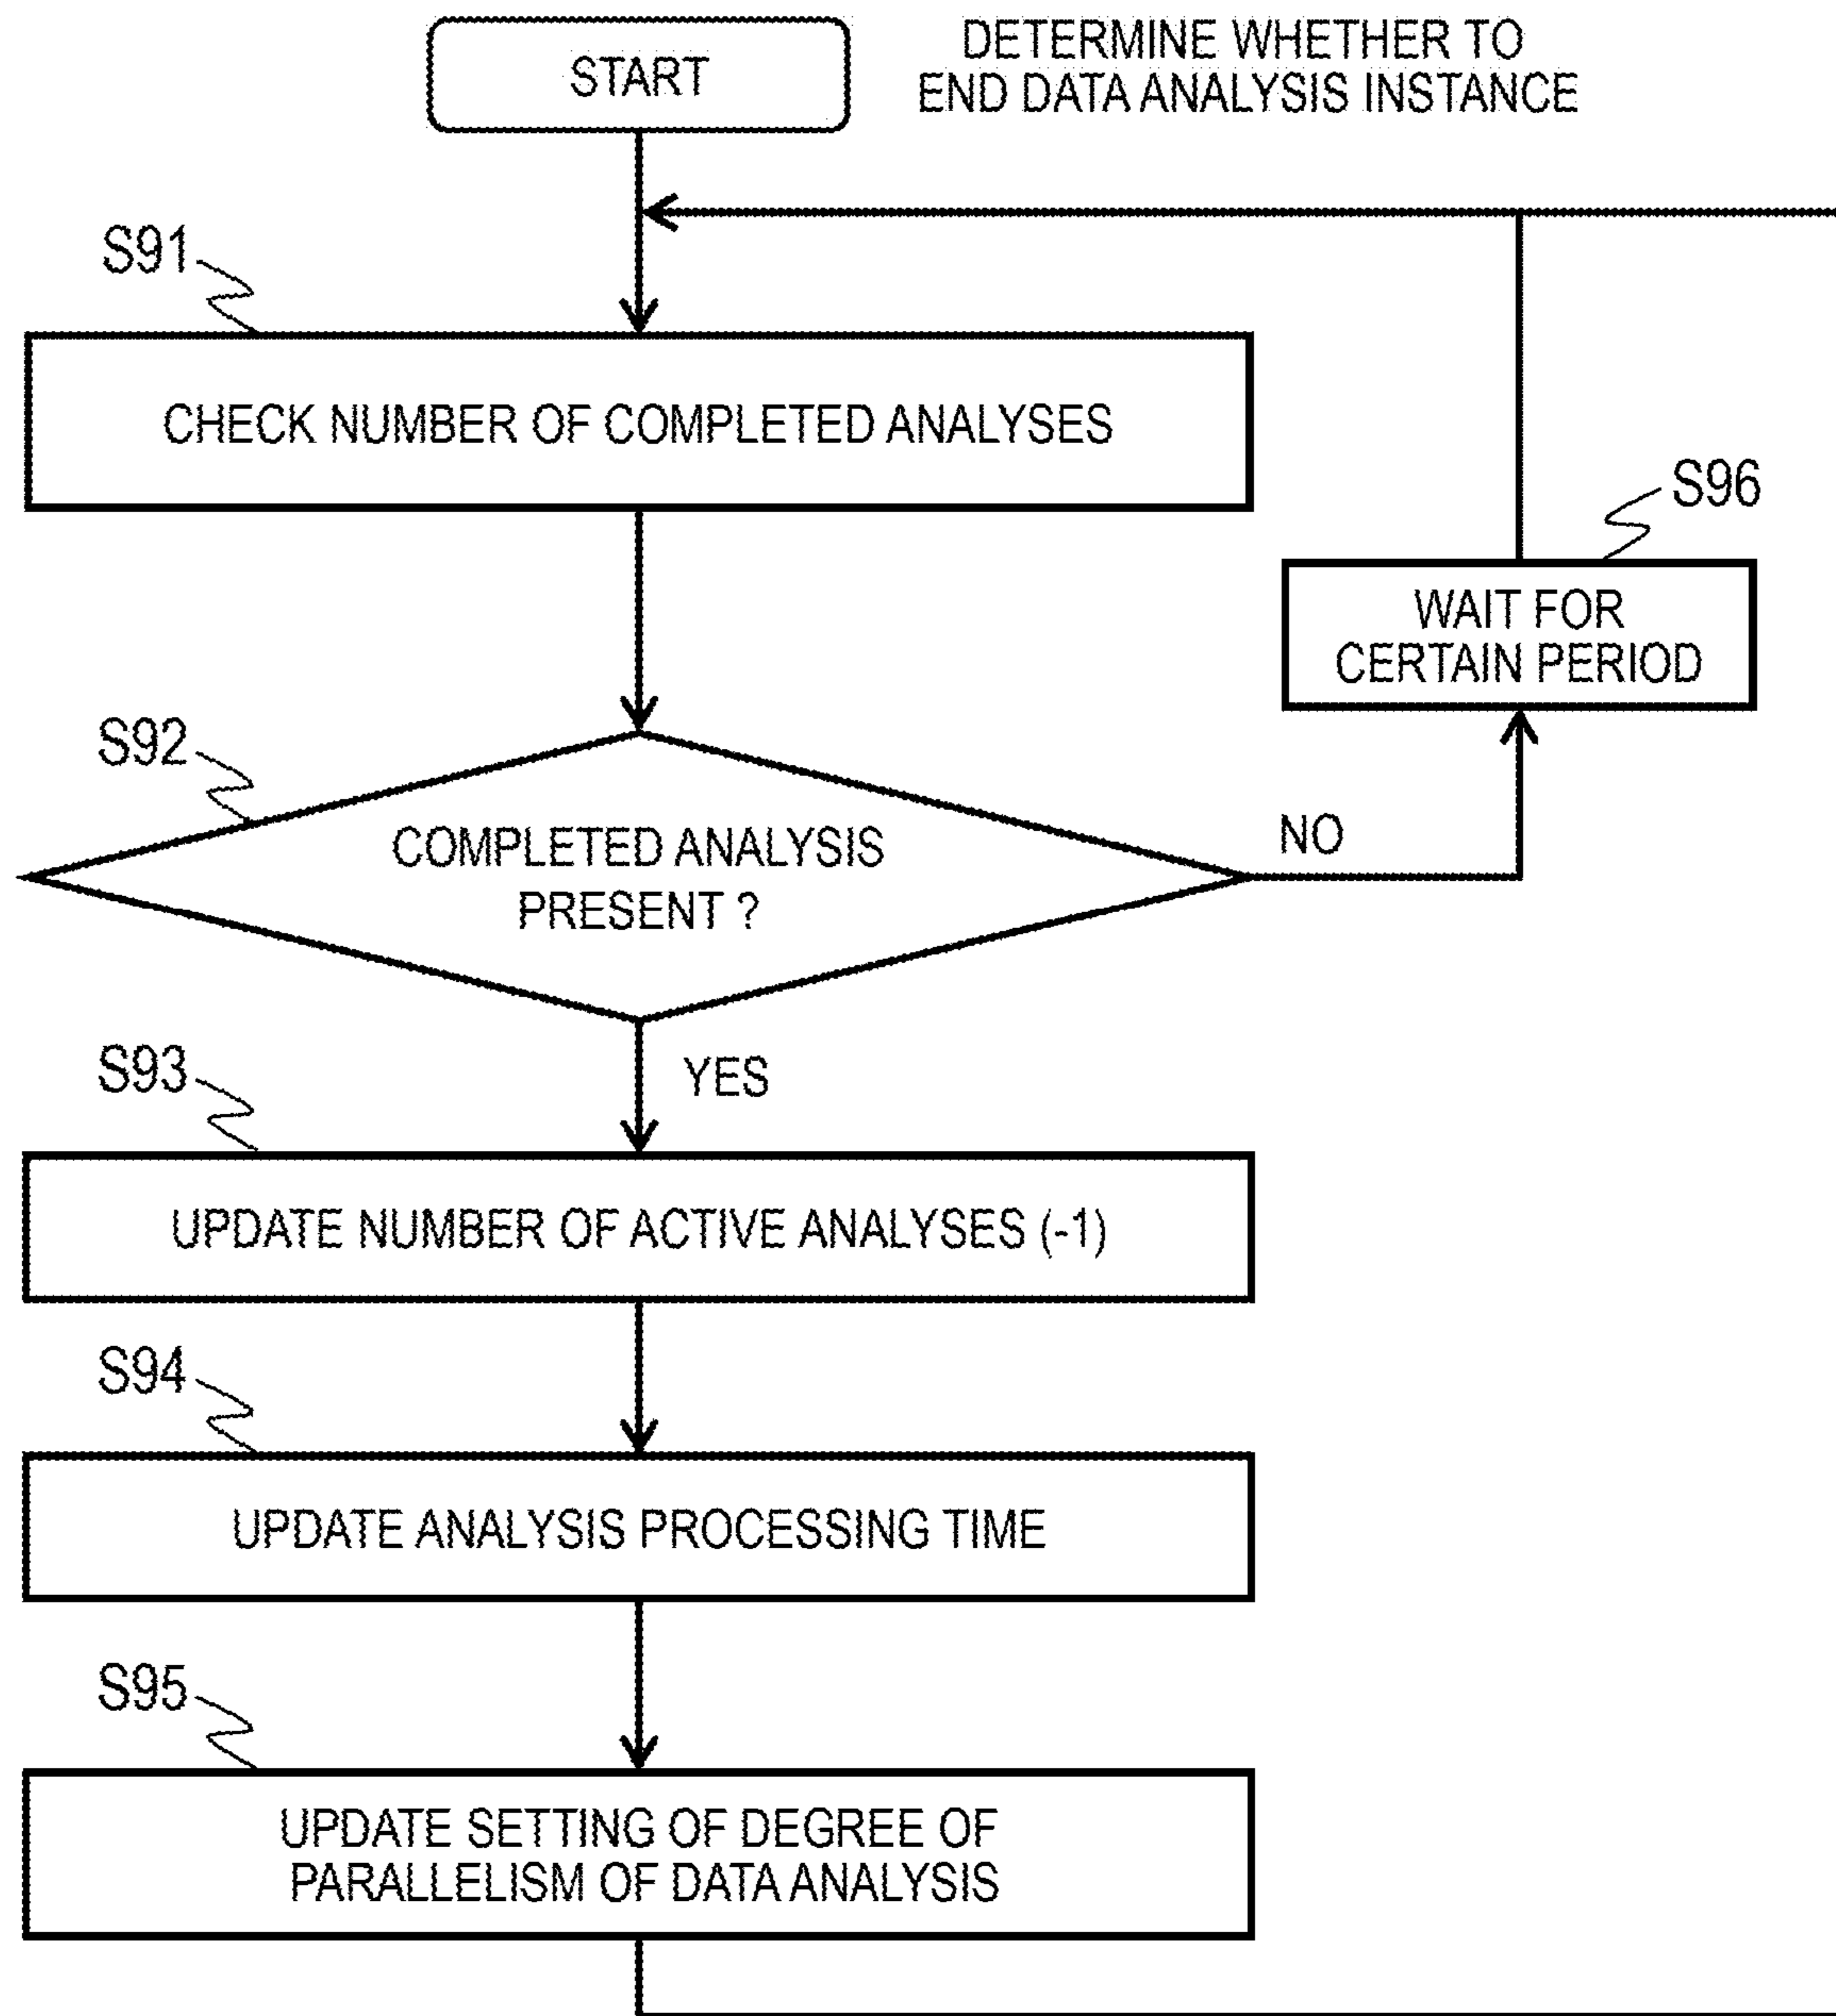 START
DETERMINE WHETHER TO
END DATA ANALYSIS INSTANCE
S91
CHECK NUMBER OF COMPLETED ANALYSES
S96
WAIT FOR
CERTAIN PERIOD
S92
COMPLETED ANALYSIS
PRESENT ?
NO
YES
S93
UPDATE NUMBER OF ACTIVE ANALYSES (-1)
S94
UPDATE ANALYSIS PROCESSING TIME
S95
UPDATE SETTING OF DEGREE OF
PARALLELISM OF DATA ANALYSIS